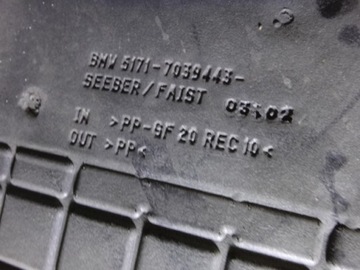 BMW 5171-7039443-
SEEBER/FAIST 03.02
IN >PP-GF 20 REC 10<
OUT >PP<